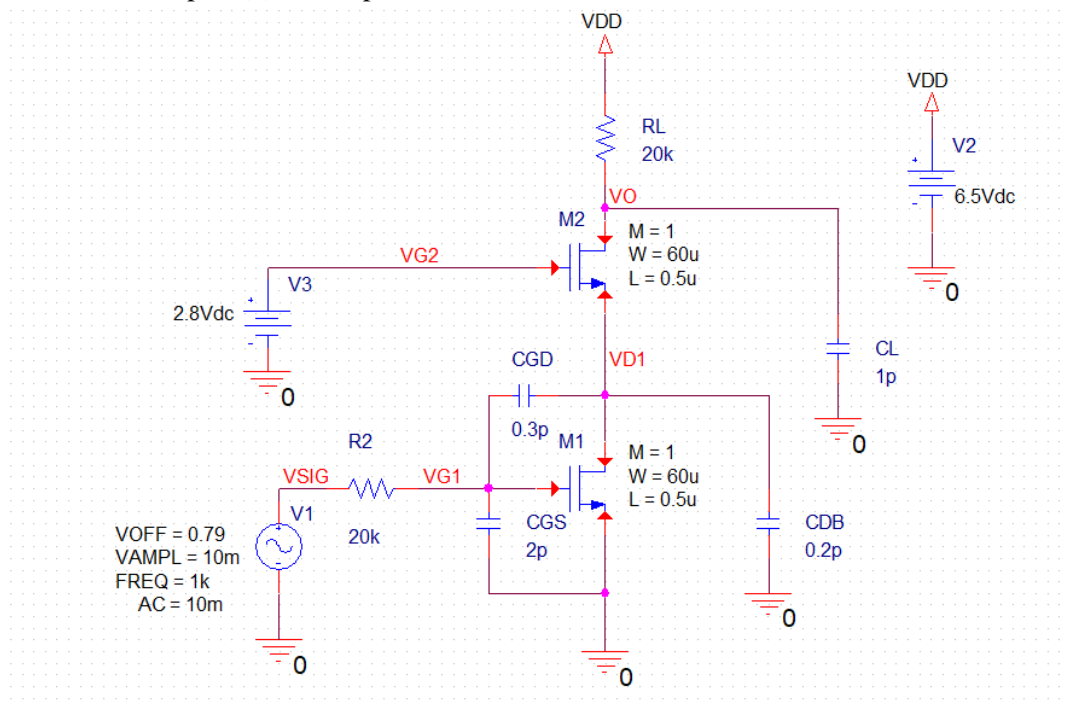 VDD
VDD
RL
20k
V2
6.5Vdc
VO
M2
M = 1
W = 60u
L = 0.5u
VG2
V3
2.8Vdc
0
0
CGD
VD1
CL
1p
0.3p
R2
M1
M = 1
W = 60u
L = 0.5u
0
VSIG
VG1
V1
CGS
CDB
VOFF = 0.79
20k
2p
0.2p
VAMPL = 10m
FREQ = 1k
AC = 10m
0
0
0